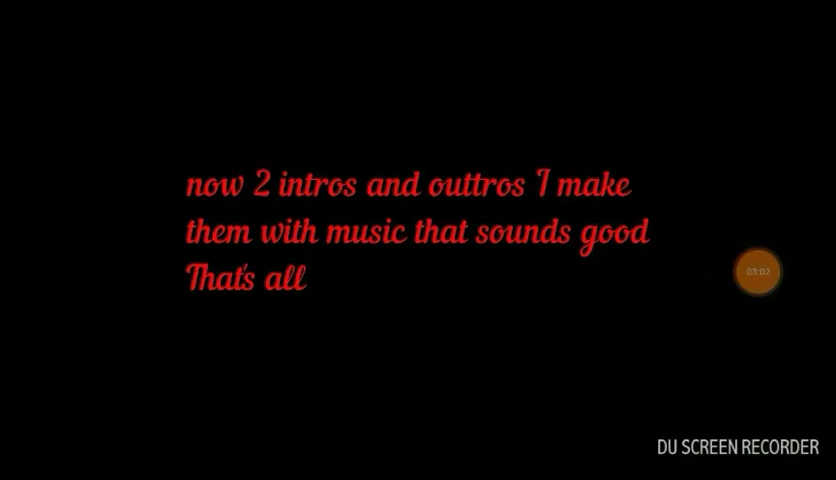 now 2 intros and outtros I make
them with music that sounds good
That's all
03:02
DU SCREEN RECORDER